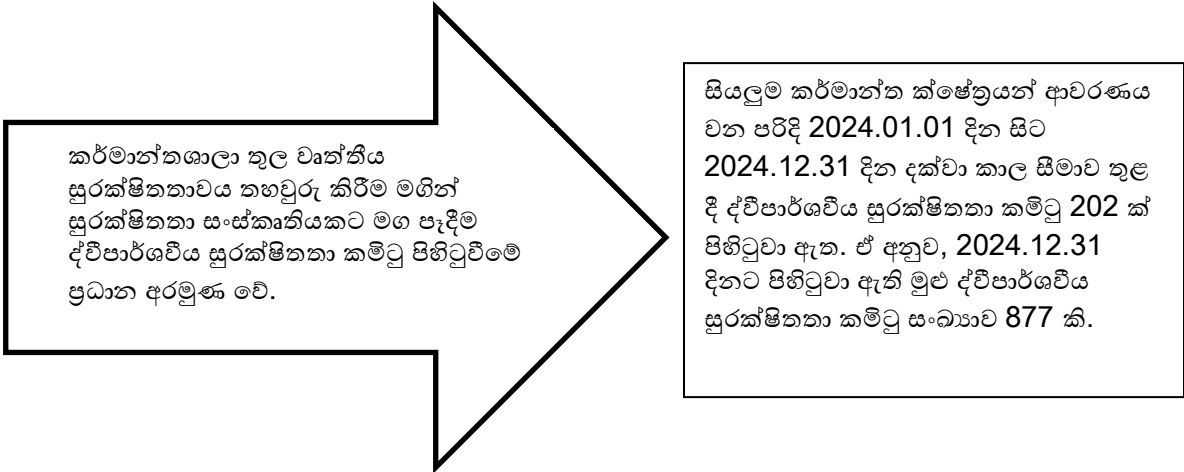 කර්මාන්තශාලා තුල වෘත්තීය
සුරක්ෂිතතාවය තහවුරු කිරීම මගින්
සුරක්ෂිතතා සංස්කෘතියකට මග පෑදීම
ද්වීපාර්ශවීය සුරක්ෂිතතා කමිටු පිහිටුවීමේ
ප්‍රධාන අරමුණ වේ.
සියලුම කර්මාන්ත ක්ෂේත්‍රයන් ආවරණය
වන පරිදි 2024.01.01 දින සිට
2024.12.31 දින දක්වා කාල සීමාව තුළ
දී ද්වීපාර්ශවීය සුරක්ෂිතතා කමිටු 202 ක්
පිහිටුවා ඇත. ඒ අනුව, 2024.12.31
දිනට පිහිටුවා ඇති මුළු ද්වීපාර්ශවීය
සුරක්ෂිතතා කමිටු සංඛ්‍යාව 877 කි.